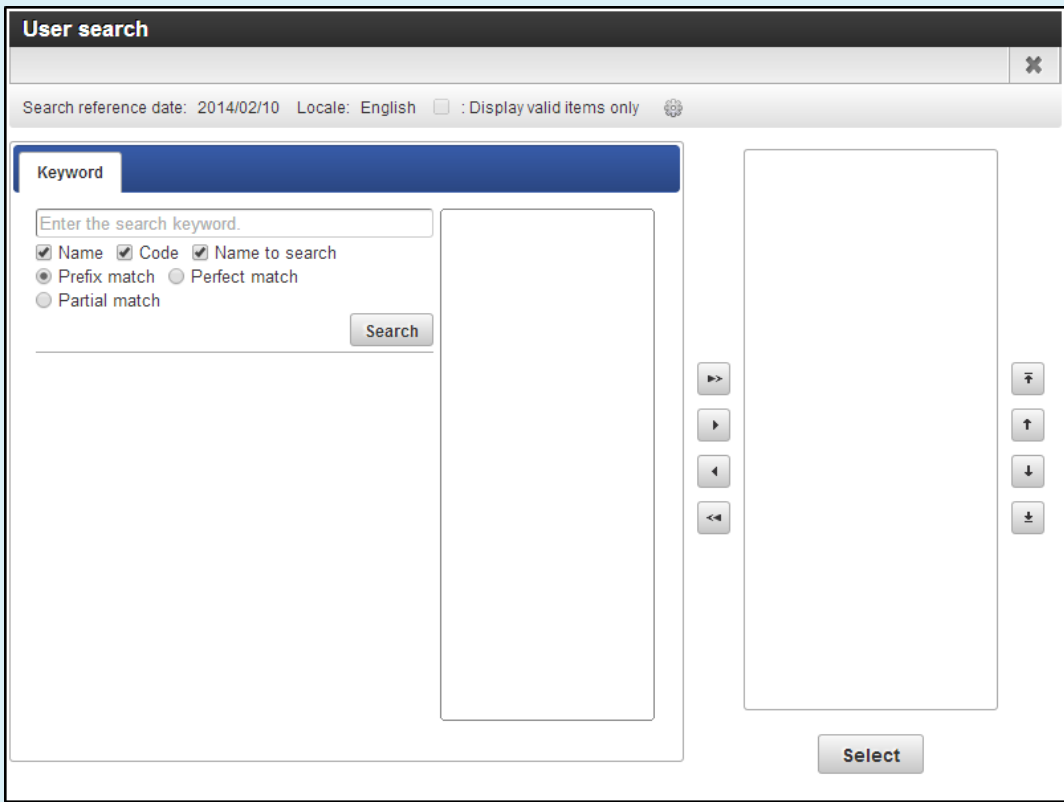 User search
Search reference date: 2014/02/10 Locale: English : Display valid items only
Keyword
Enter the search keyword.
Name Code Name to search
Prefix match Perfect match
Partial match
Search
Select